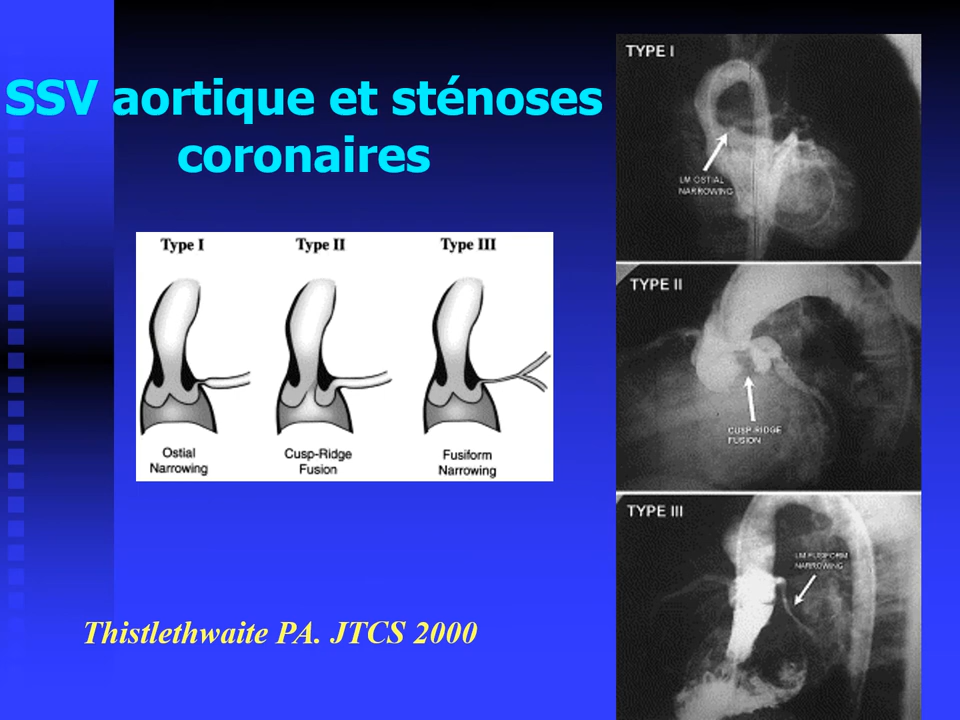 SSV aortique et sténoses
coronaires
Type I
Type II
Type III
Ostial
Narrowing
Cusp-Ridge
Fusion
Fusiform
Narrowing
Thistlethwaite PA. JTCS 2000
TYPE I
LM OSTIAL
NARROWING
TYPE II
CUSP-RIDGE
FUSION
TYPE III
LM FUSIFORM
NARROWING